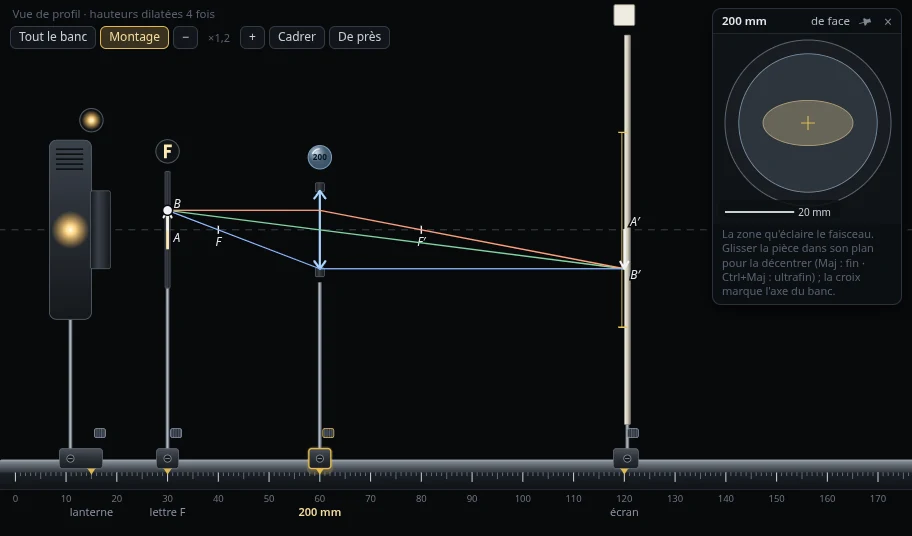 Vue de profil · hauteurs dilatées 4 fois
Tout le banc Montage − ×1,2 + Cadrer De près
200 mm de face ×
F
200
B
A
F
F′
A′
B′
20 mm
La zone qu'éclaire le faisceau.
Glisser la pièce dans son plan
pour la décentrer (Maj : fin ·
Ctrl+Maj : ultrafin) ; la croix
marque l'axe du banc.
0 10 20 30 40 50 60 70 80 90 100 110 120 130 140 150 160 170
lanterne lettre F 200 mm écran